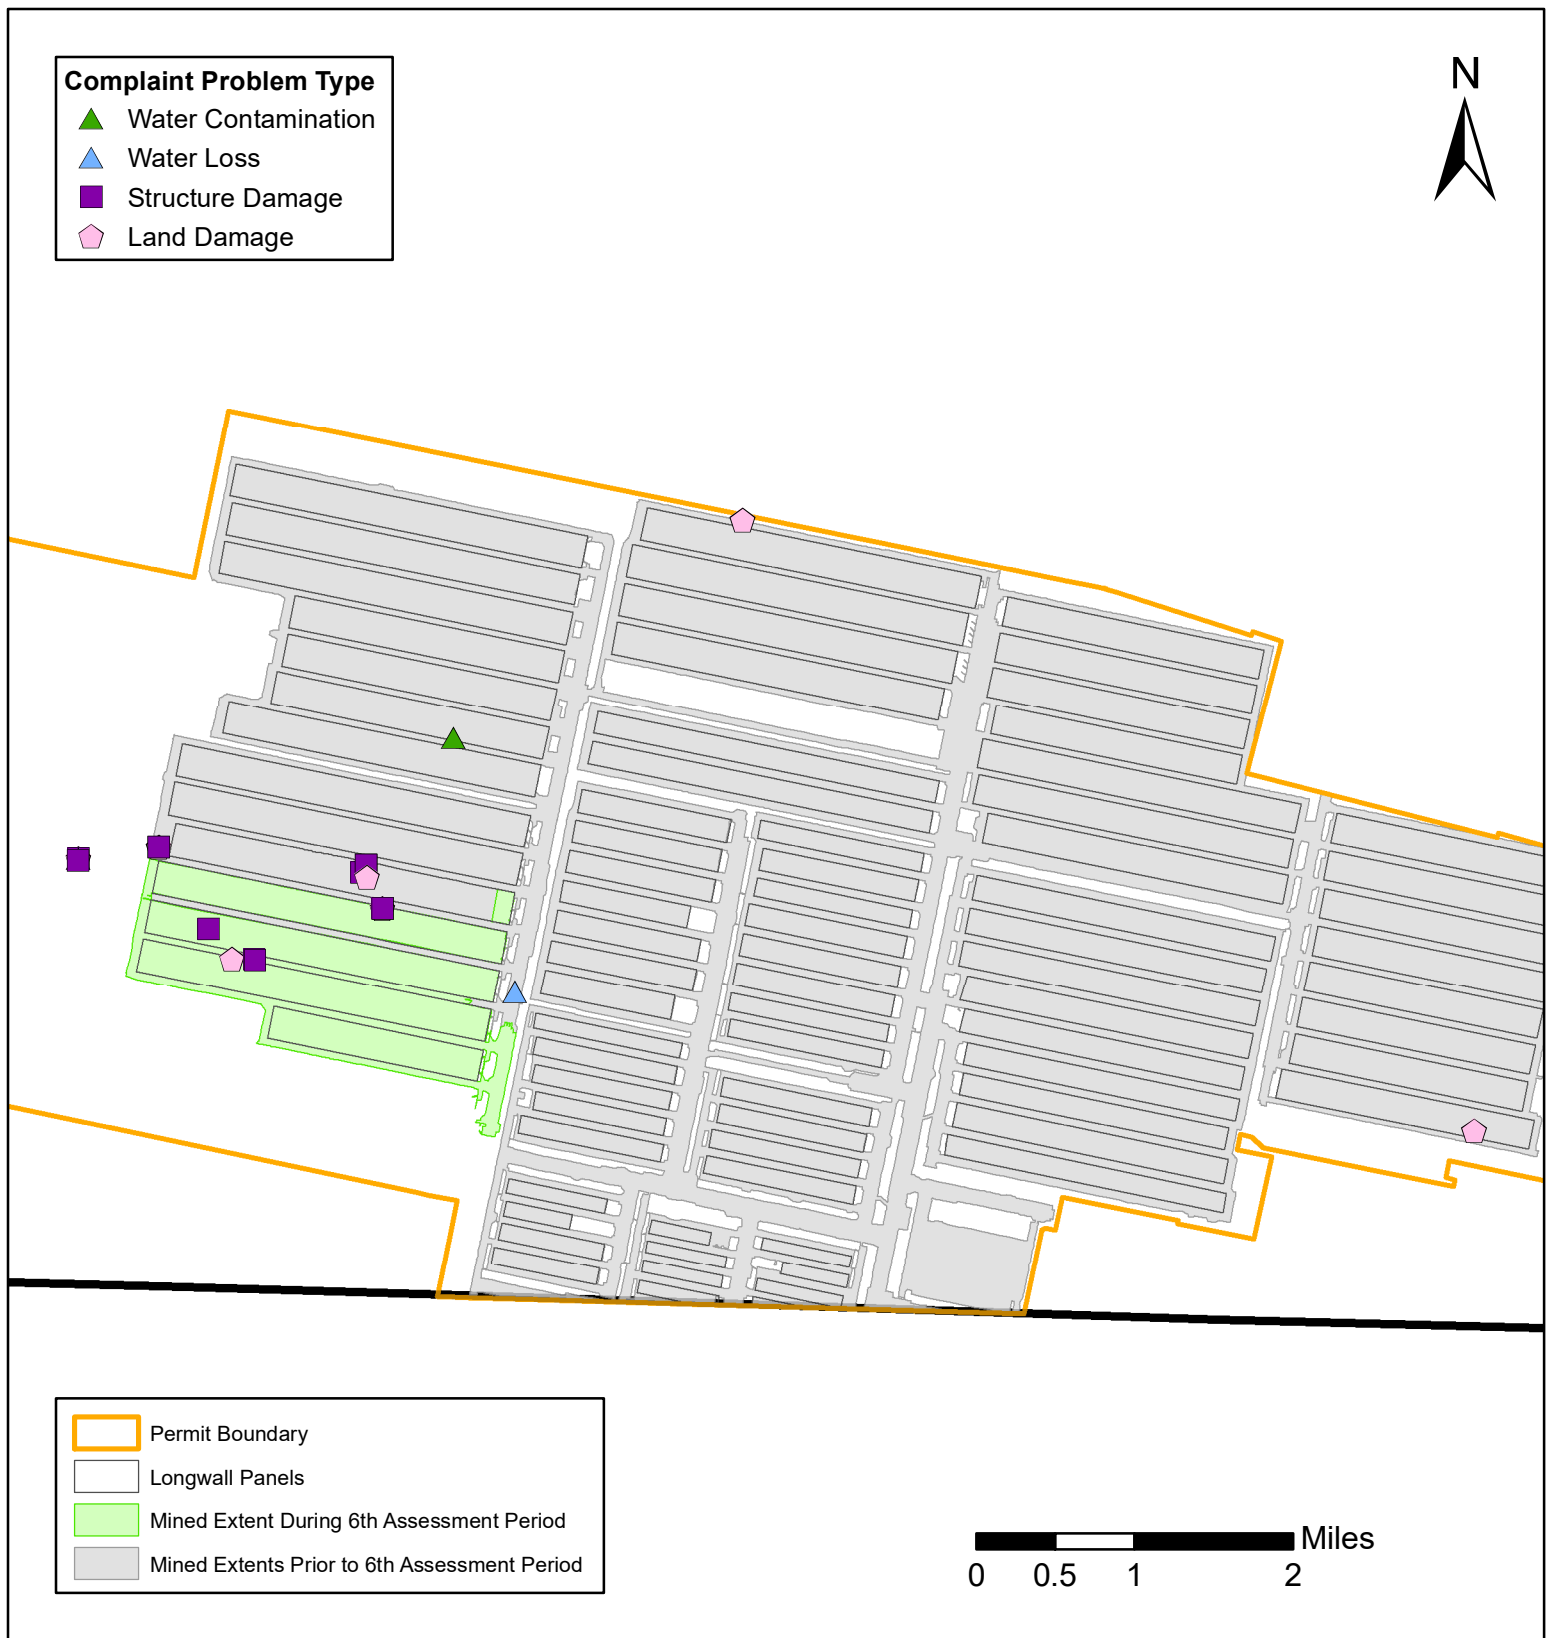 Complaint Problem Type
Water Contamination
Water Loss
Structure Damage
Land Damage
N
Permit Boundary
Longwall Panels
Mined Extent During 6th Assessment Period
Mined Extents Prior to 6th Assessment Period
Miles
0 0.5 1 2